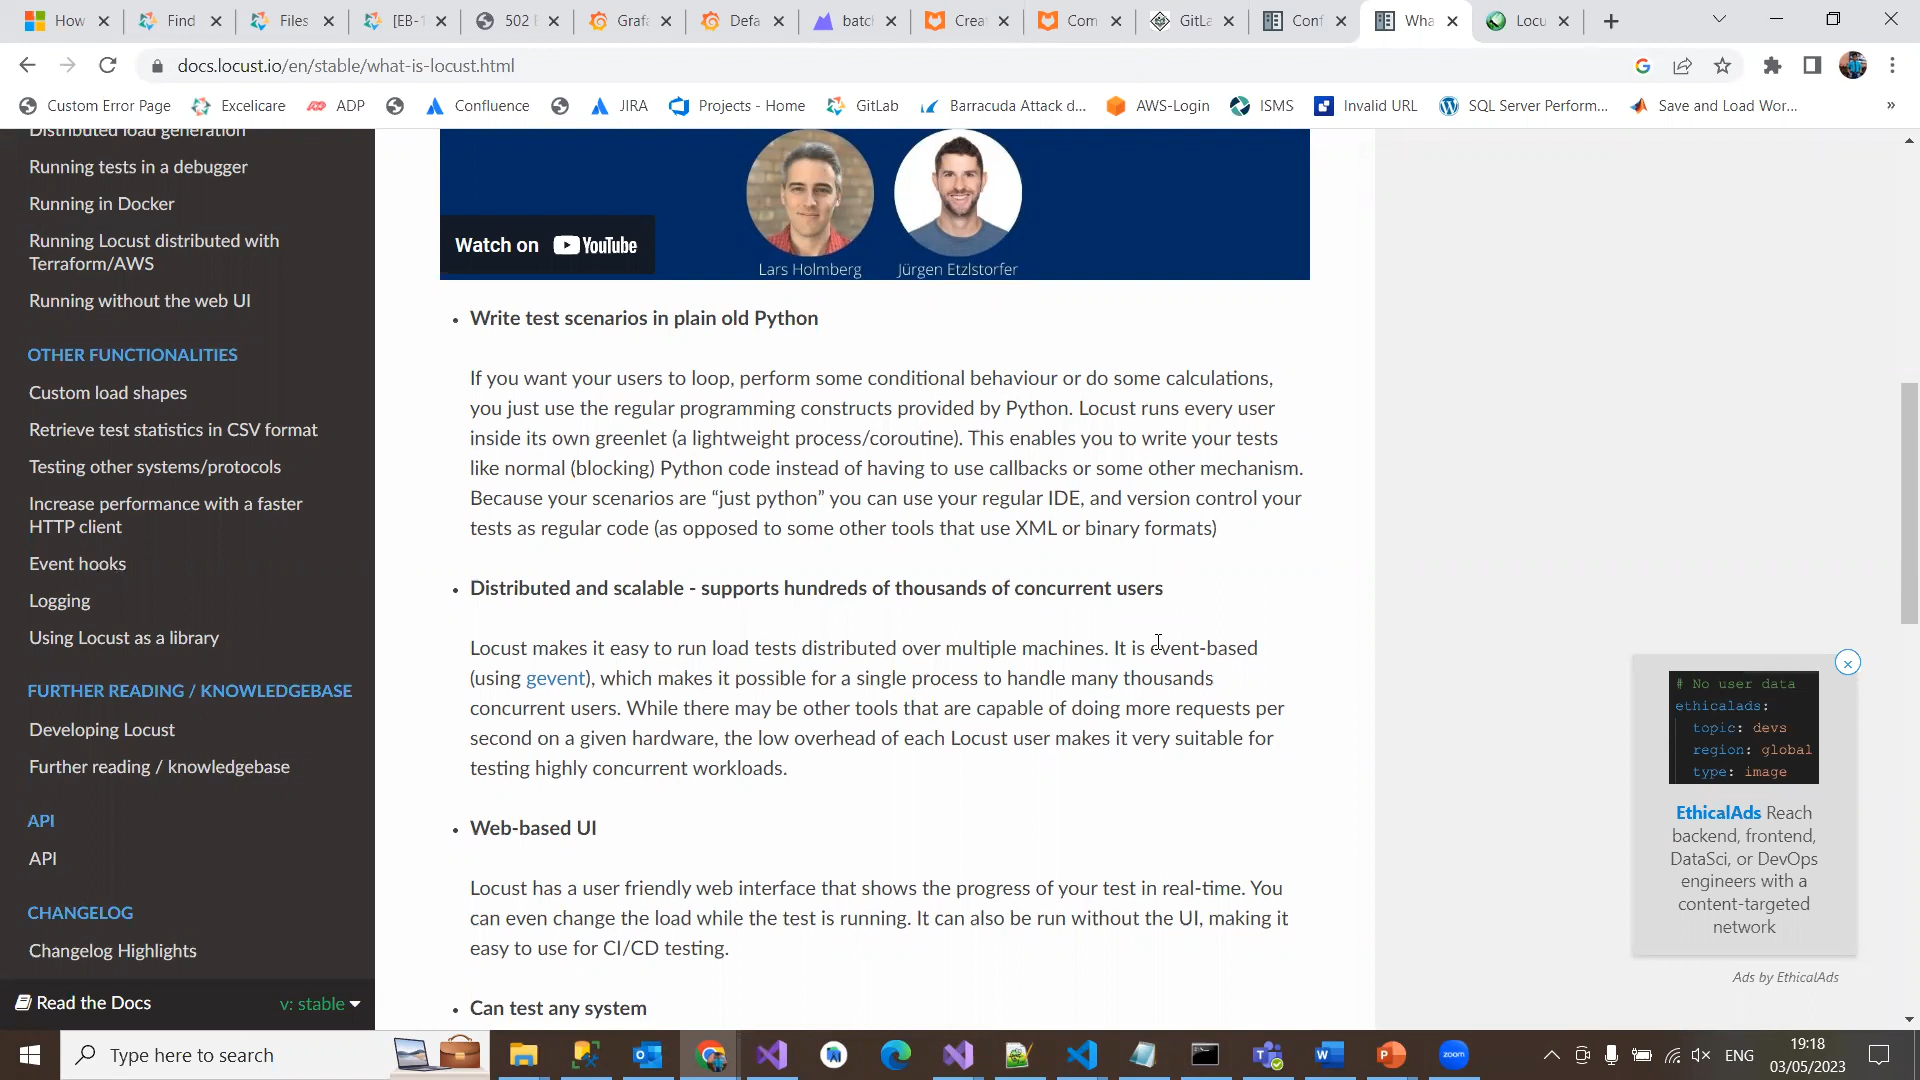 How
Find
Files
[EB-1
502 E
Grafa
Defa
batch
Crea
Com
GitLa
Conf
Wha
Locu
docs.locust.io/en/stable/what-is-locust.html
Custom Error Page
Excelicare
ADP
Confluence
JIRA
Projects - Home
GitLab
Barracuda Attack d...
AWS-Login
ISMS
Invalid URL
SQL Server Perform...
Save and Load Wor...
»
Distributed load generation
Running tests in a debugger
Running in Docker
Running Locust distributed with
Terraform/AWS
Running without the web UI
OTHER FUNCTIONALITIES
Custom load shapes
Retrieve test statistics in CSV format
Testing other systems/protocols
Increase performance with a faster
HTTP client
Event hooks
Logging
Using Locust as a library
FURTHER READING / KNOWLEDGEBASE
Developing Locust
Further reading / knowledgebase
API
API
CHANGELOG
Changelog Highlights
Read the Docs
v: stable
Watch on YouTube
Lars Holmberg
Jürgen Etzlstorfer
• Write test scenarios in plain old Python
If you want your users to loop, perform some conditional behaviour or do some calculations,
you just use the regular programming constructs provided by Python. Locust runs every user
inside its own greenlet (a lightweight process/coroutine). This enables you to write your tests
like normal (blocking) Python code instead of having to use callbacks or some other mechanism.
Because your scenarios are “just python” you can use your regular IDE, and version control your
tests as regular code (as opposed to some other tools that use XML or binary formats)
• Distributed and scalable - supports hundreds of thousands of concurrent users
Locust makes it easy to run load tests distributed over multiple machines. It is event-based
(using gevent), which makes it possible for a single process to handle many thousands
concurrent users. While there may be other tools that are capable of doing more requests per
second on a given hardware, the low overhead of each Locust user makes it very suitable for
testing highly concurrent workloads.
• Web-based UI
Locust has a user friendly web interface that shows the progress of your test in real-time. You
can even change the load while the test is running. It can also be run without the UI, making it
easy to use for CI/CD testing.
• Can test any system
# No user data
ethicalads:
topic: devs
region: global
type: image
EthicalAds Reach
backend, frontend,
DataSci, or DevOps
engineers with a
content-targeted
network
Ads by EthicalAds
Type here to search
zoom
ENG
19:18
03/05/2023